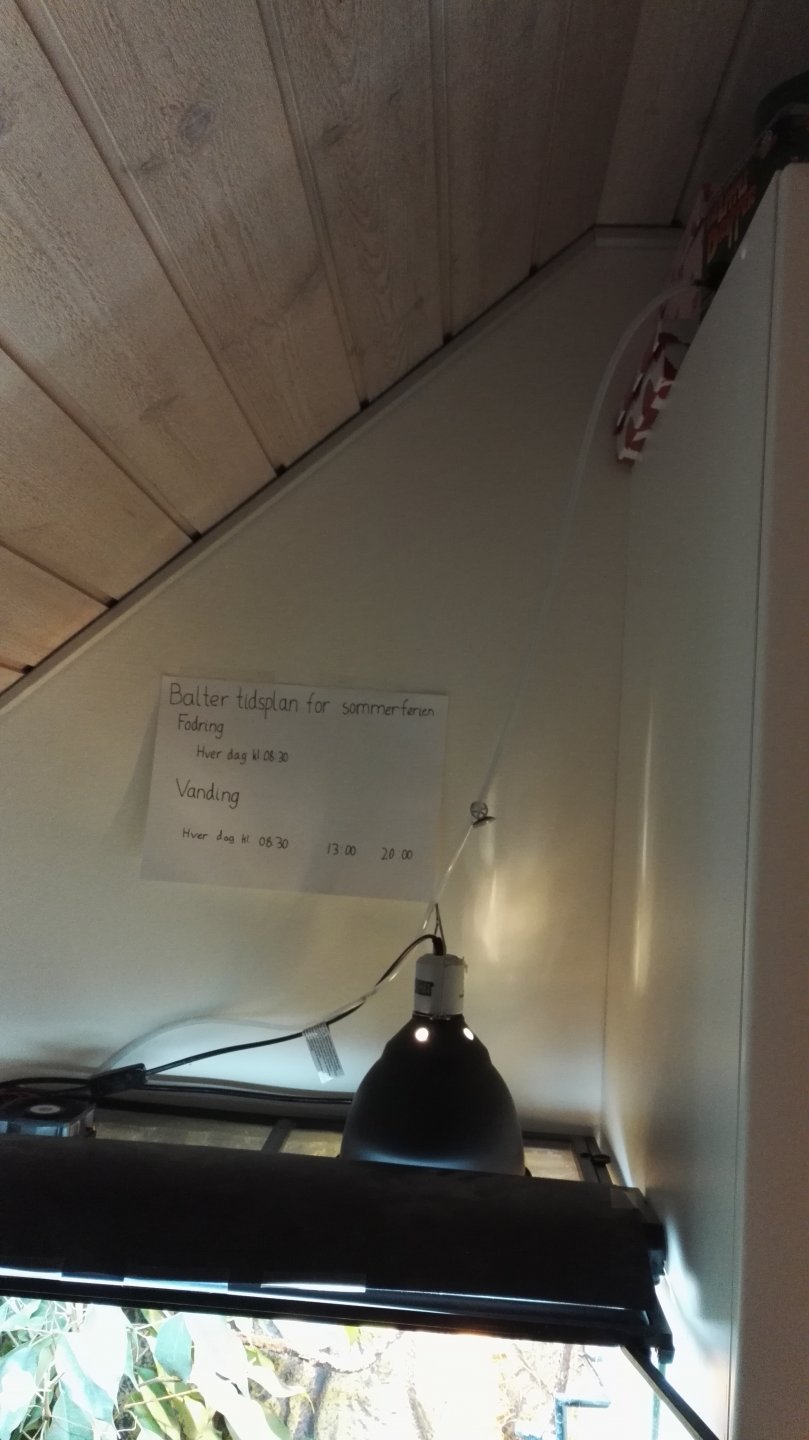 Balter tidsplan for sommerferien
Fodring
Hver dag kl 08:30
Vanding
Hver dag kl 08:30 13:00 20:00